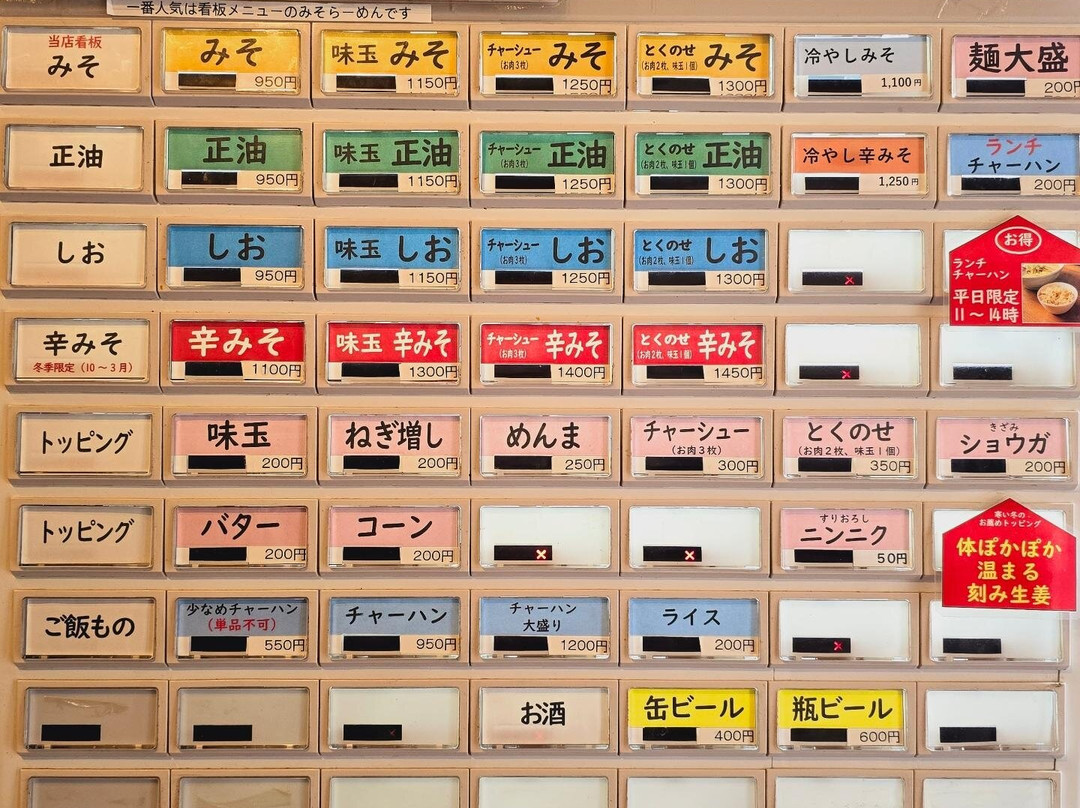 一番人気は看板メニューのみそらーめんです
当店看板
みそ
みそ
950円
味玉 みそ
1150円
チャーシュー みそ
(お肉3枚)
1250円
とくのせ みそ
(お肉2枚、味玉1個)
1300円
冷やしみそ
1,100円
麺大盛
200円
正油
正油
950円
味玉 正油
1150円
チャーシュー 正油
(お肉3枚)
1250円
とくのせ 正油
(お肉2枚、味玉1個)
1300円
冷やし辛みそ
1,250円
ランチ
チャーハン
200円
しお
しお
950円
味玉 しお
1150円
チャーシュー しお
(お肉3枚)
1250円
とくのせ しお
(お肉2枚、味玉1個)
1300円
お得
ランチ
チャーハン
平日限定
11〜14時
辛みそ
冬季限定(10〜3月)
辛みそ
1100円
味玉 辛みそ
1300円
チャーシュー 辛みそ
(お肉3枚)
1400円
とくのせ 辛みそ
(お肉2枚、味玉1個)
1450円
トッピング
味玉
200円
ねぎ増し
200円
めんま
250円
チャーシュー
(お肉3枚)
300円
とくのせ
(お肉2枚、味玉1個)
350円
きざみ
ショウガ
200円
トッピング
バター
200円
コーン
200円
すりおろし
ニンニク
50円
寒い冬の
お薦めトッピング
体ぽかぽか
温まる
刻み生姜
ご飯もの
少なめチャーハン
(単品不可)
550円
チャーハン
950円
チャーハン
大盛り
1200円
ライス
200円
お酒
缶ビール
400円
瓶ビール
600円